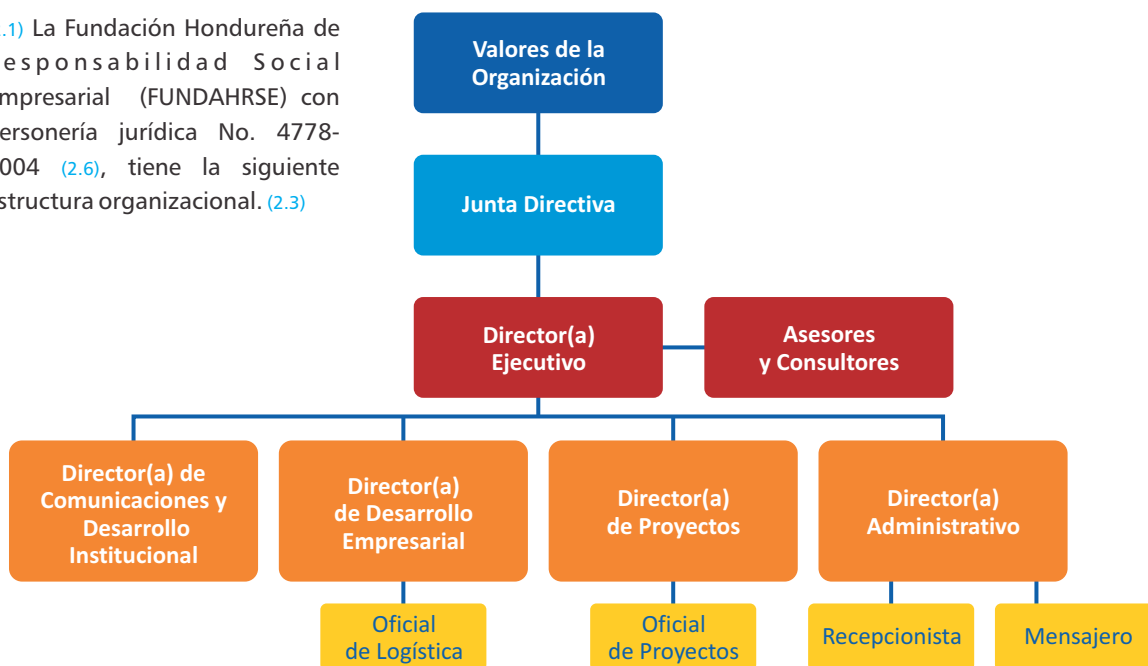 .1) La Fundación Hondureña de
esponsabilidad Social
mpresarial (FUNDAHRSE) con
ersonería jurídica No. 4778-
004 (2.6), tiene la siguiente
structura organizacional. (2.3)
Valores de la
Organización
Junta Directiva
Director(a)
Ejecutivo
Asesores
y Consultores
Director(a) de
Comunicaciones y
Desarrollo
Institucional
Director(a)
de Desarrollo
Empresarial
Director(a)
de Proyectos
Director(a)
Administrativo
Oficial
de Logística
Oficial
de Proyectos
Recepcionista
Mensajero